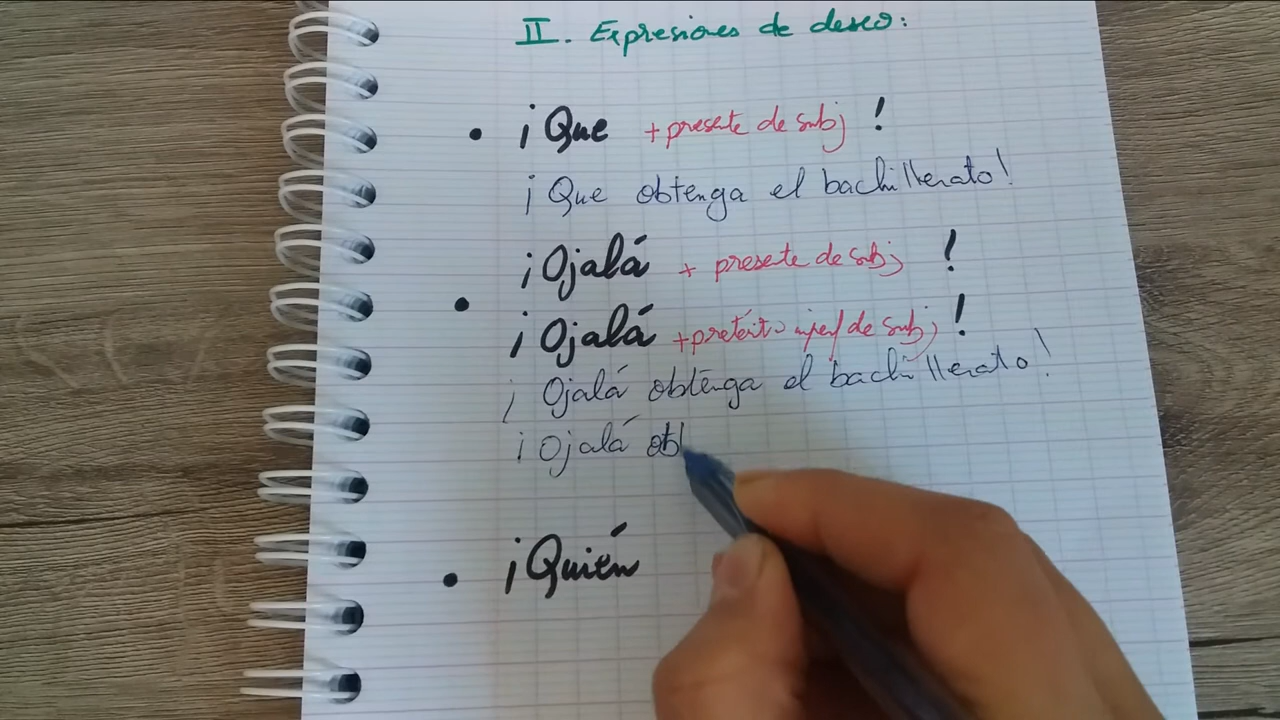 II. Expresiones de deseo:
• ¡Que + presente de subj !
¡Que obtenga el bachillerato!
¡Ojalá + presente de subj !
• ¡Ojalá + pretérito imperf de subj !
¡Ojalá obtenga el bachillerato!
¡Ojalá obt
• ¡Quién